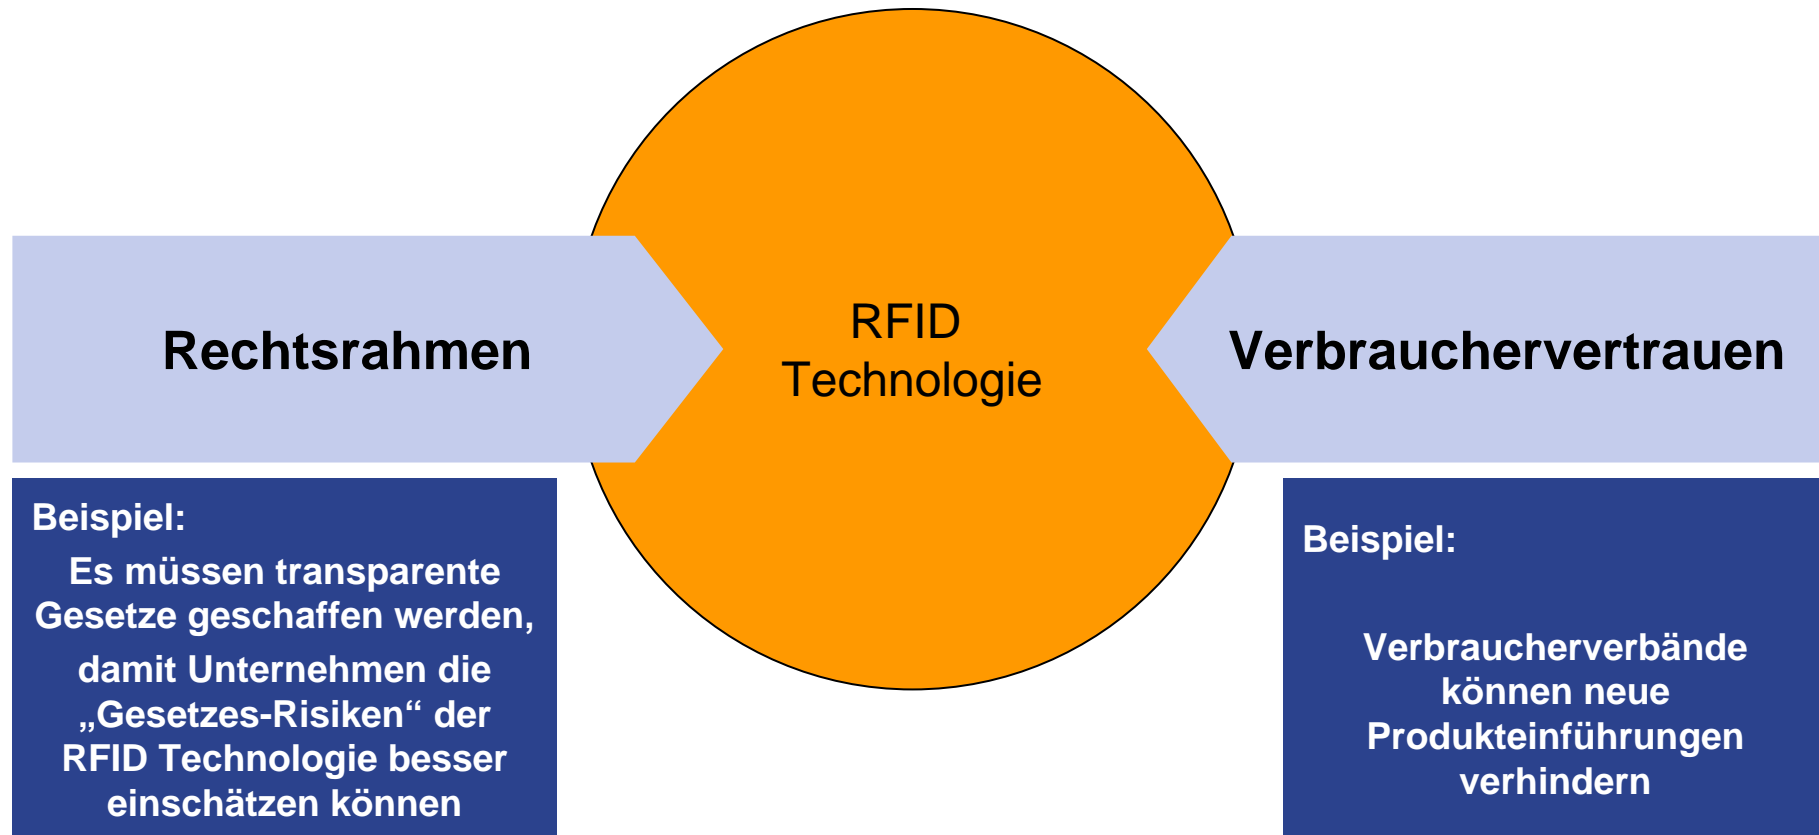 Rechtsrahmen
RFID
Technologie
Verbrauchervertrauen
Beispiel:
Es müssen transparente
Gesetze geschaffen werden,
damit Unternehmen die
„Gesetzes-Risiken“ der
RFID Technologie besser
einschätzen können
Beispiel:
Verbraucherverbände
können neue
Produkteinführungen
verhindern